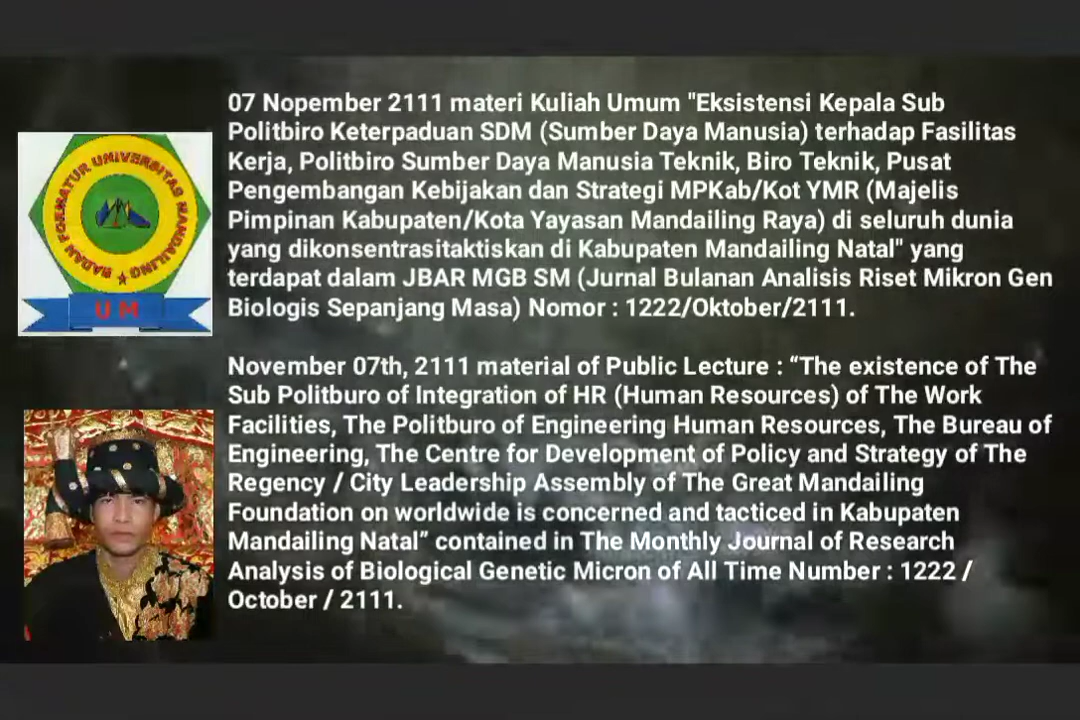 07 Nopember 2111 materi Kuliah Umum "Eksistensi Kepala Sub
Politbiro Keterpaduan SDM (Sumber Daya Manusia) terhadap Fasilitas
Kerja, Politbiro Sumber Daya Manusia Teknik, Biro Teknik, Pusat
Pengembangan Kebijakan dan Strategi MPKab/Kot YMR (Majelis
Pimpinan Kabupaten/Kota Yayasan Mandailing Raya) di seluruh dunia
yang dikonsentrasitaktiskan di Kabupaten Mandailing Natal" yang
terdapat dalam JBAR MGB SM (Jurnal Bulanan Analisis Riset Mikron Gen
Biologis Sepanjang Masa) Nomor : 1222/Oktober/2111.
BADAN FORMATUR UNIVERSITAS MANDAILING
U M
November 07th, 2111 material of Public Lecture : “The existence of The
Sub Politburo of Integration of HR (Human Resources) of The Work
Facilities, The Politburo of Engineering Human Resources, The Bureau of
Engineering, The Centre for Development of Policy and Strategy of The
Regency / City Leadership Assembly of The Great Mandailing
Foundation on worldwide is concerned and tacticed in Kabupaten
Mandailing Natal” contained in The Monthly Journal of Research
Analysis of Biological Genetic Micron of All Time Number : 1222 /
October / 2111.